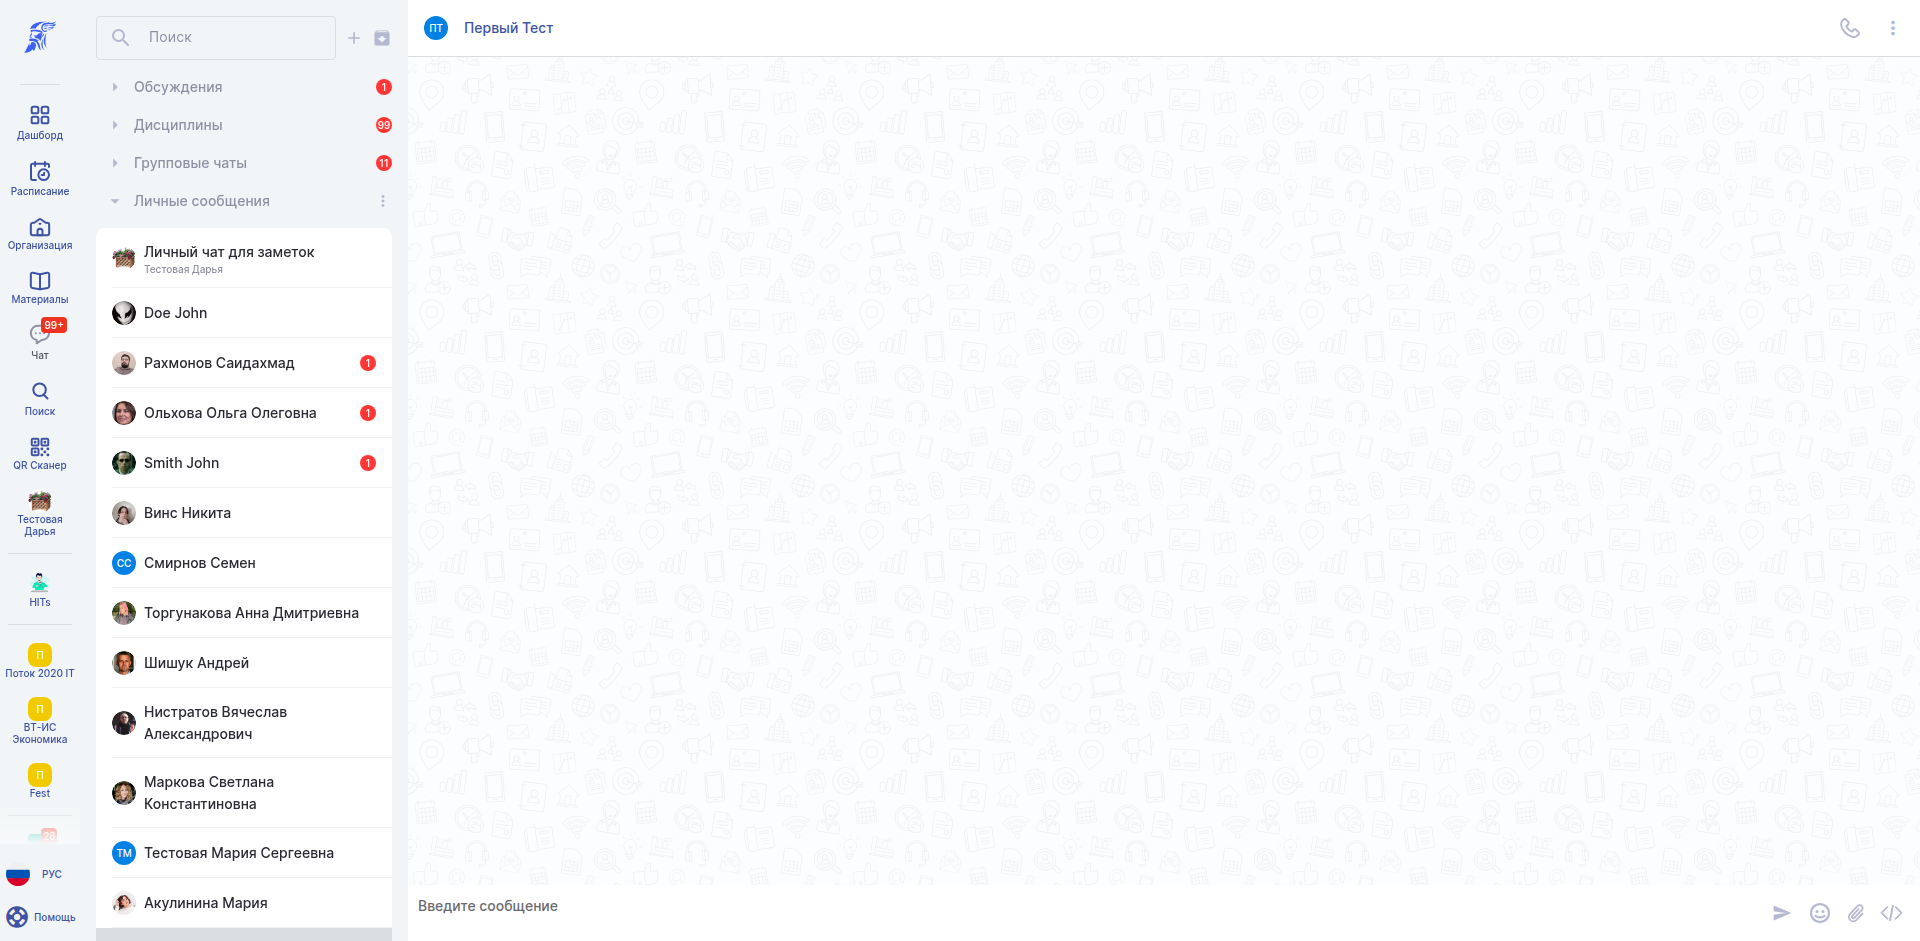 Дашборд
Расписание
Организация
Материалы
99+
Чат
Поиск
QR Сканер
Тестовая
Дарья
HITs
П
Поток 2020 IT
П
ВТ-ИС
Экономика
П
Fest
28
РУС
Помощь
Поиск
Обсуждения
1
Дисциплины
99
Групповые чаты
11
Личные сообщения
Личный чат для заметок
Тестовая Дарья
Doe John
Рахмонов Саидахмад
1
Ольхова Ольга Олеговна
1
Smith John
1
Винс Никита
СС
Смирнов Семен
Торгунакова Анна Дмитриевна
Шишук Андрей
Нистратов Вячеслав
Александрович
Маркова Светлана
Константиновна
ТМ
Тестовая Мария Сергеевна
Акулинина Мария
ПТ
Первый Тест
Введите сообщение